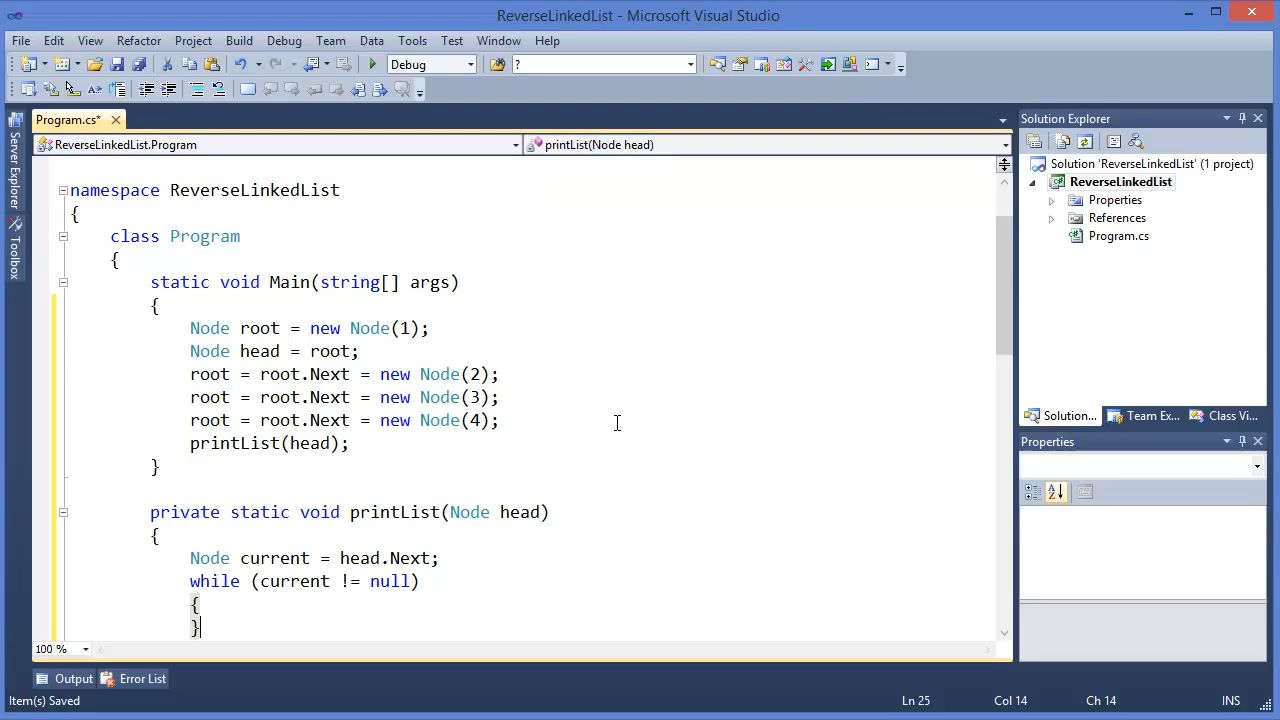 ReverseLinkedList - Microsoft Visual Studio
File Edit View Refactor Project Build Debug Team Data Tools Test Window Help
Debug ?
Server Explorer
Toolbox
Program.cs*
ReverseLinkedList.Program printList(Node head)
namespace ReverseLinkedList
{
class Program
{
static void Main(string[] args)
{
Node root = new Node(1);
Node head = root;
root = root.Next = new Node(2);
root = root.Next = new Node(3);
root = root.Next = new Node(4);
printList(head);
}
private static void printList(Node head)
{
Node current = head.Next;
while (current != null)
{
}
100 %
Solution Explorer
Solution 'ReverseLinkedList' (1 project)
ReverseLinkedList
Properties
References
Program.cs
Solution... Team Ex... Class Vi...
Properties
Output Error List
Item(s) Saved Ln 25 Col 14 Ch 14 INS